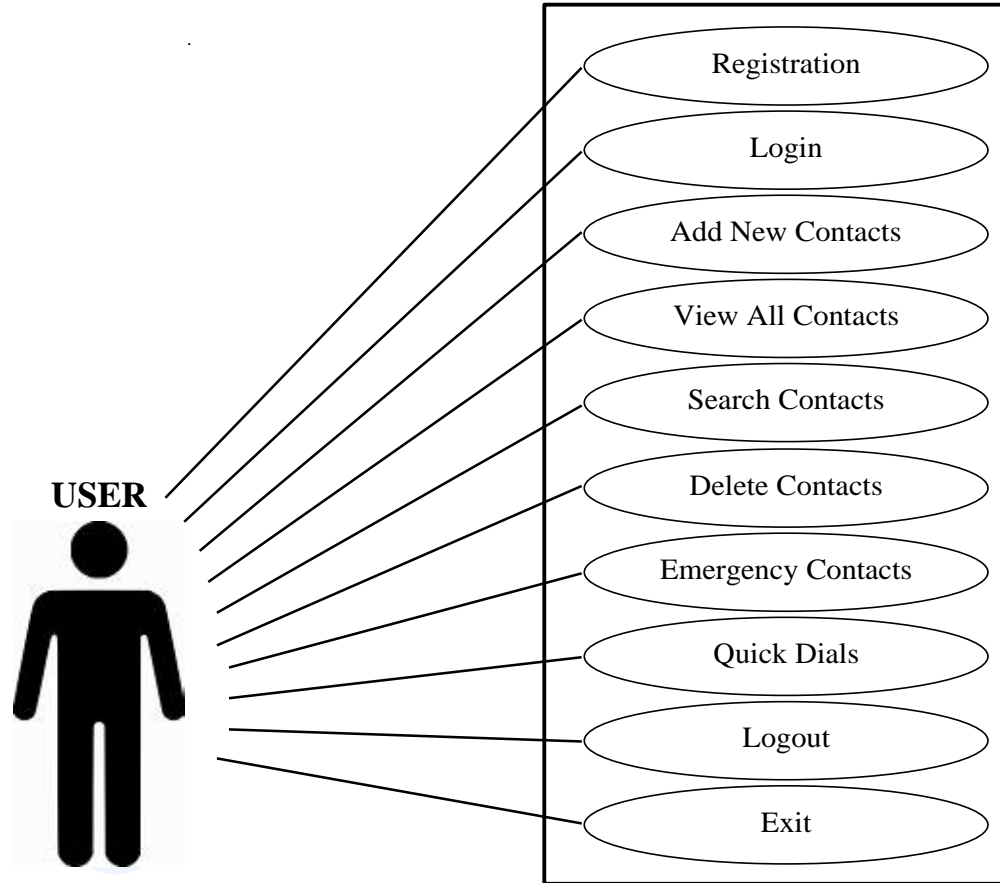 Registration
Login
Add New Contacts
View All Contacts
Search Contacts
Delete Contacts
USER
Emergency Contacts
Quick Dials
Logout
Exit